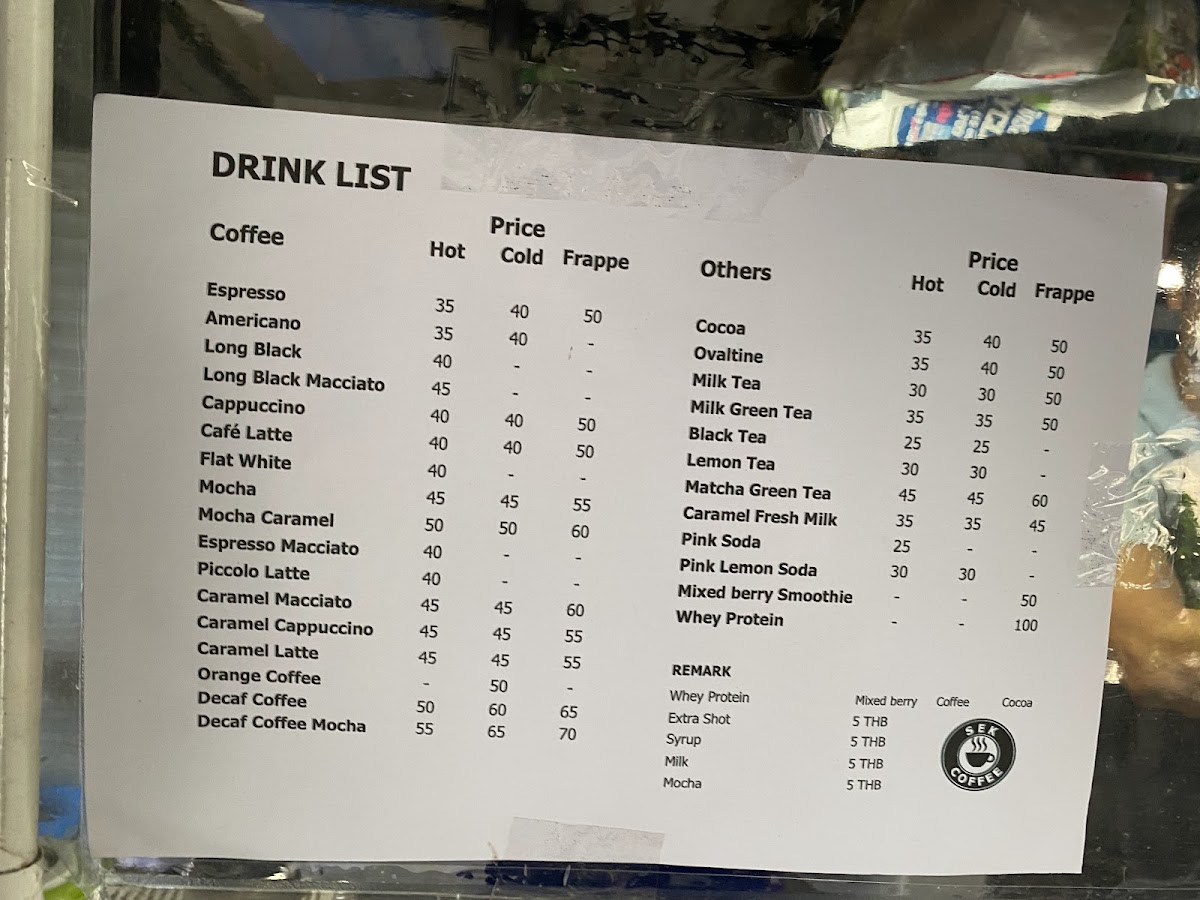 DRINK LIST
Coffee
Price
Hot Cold Frappe
Espresso 35 40 50
Americano 35 40 -
Long Black 40 - -
Long Black Macciato 45 - -
Cappuccino 40 40 50
Café Latte 40 40 50
Flat White 40 - -
Mocha 45 45 55
Mocha Caramel 50 50 60
Espresso Macciato 40 - -
Piccolo Latte 40 - -
Caramel Macciato 45 45 60
Caramel Cappuccino 45 45 55
Caramel Latte 45 45 55
Orange Coffee - 50 -
Decaf Coffee 50 60 65
Decaf Coffee Mocha 55 65 70
Others
Price
Hot Cold Frappe
Cocoa 35 40 50
Ovaltine 35 40 50
Milk Tea 30 30 50
Milk Green Tea 35 35 50
Black Tea 25 25 -
Lemon Tea 30 30 -
Matcha Green Tea 45 45 60
Caramel Fresh Milk 35 35 45
Pink Soda 25 - -
Pink Lemon Soda 30 30 -
Mixed berry Smoothie - - 50
Whey Protein - - 100
REMARK
Whey Protein Mixed berry Coffee Cocoa
Extra Shot 5 THB
Syrup 5 THB
Milk 5 THB
Mocha 5 THB
SEK
COFFEE